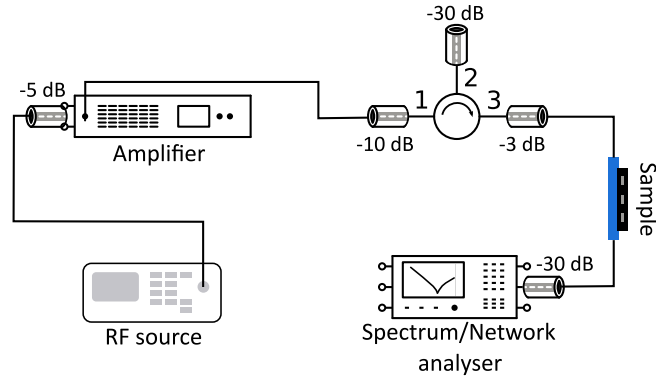 -30 dB
-5 dB
1
2
3
-10 dB
-3 dB
Amplifier
Sample
-30 dB
RF source
Spectrum/Network
analyser